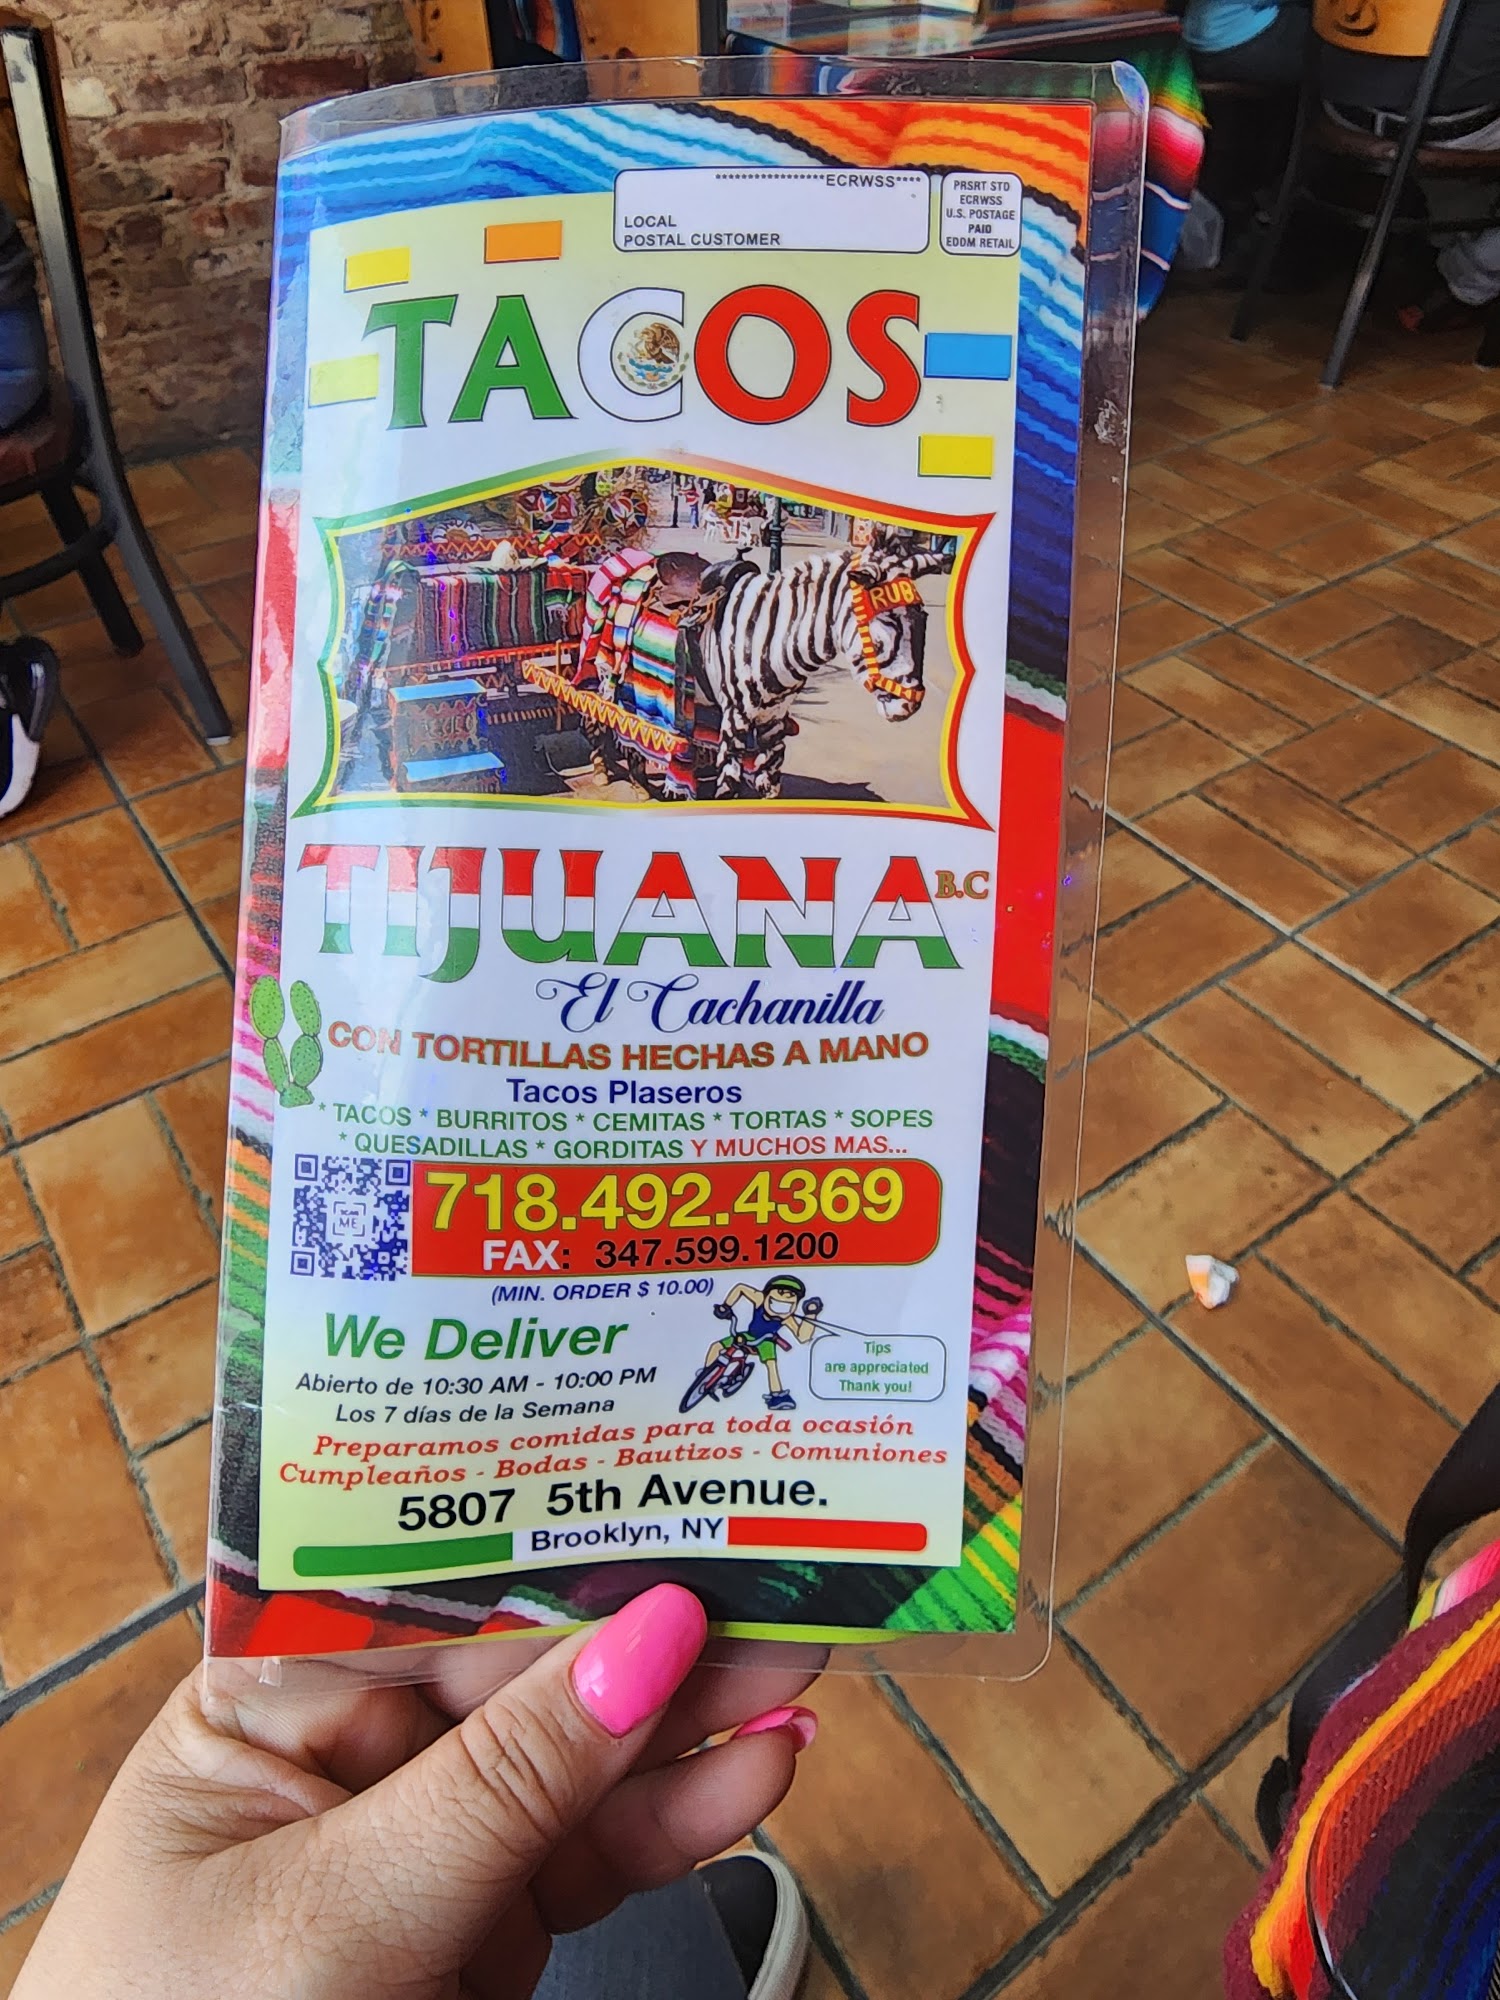 *****************ECRWSS****
LOCAL
POSTAL CUSTOMER
PRSRT STD
ECRWSS
U.S. POSTAGE
PAID
EDDM RETAIL
TACOS
RUB
TIJUANA B.C
El Cachanilla
CON TORTILLAS HECHAS A MANO
Tacos Plaseros
* TACOS * BURRITOS * CEMITAS * TORTAS * SOPES
* QUESADILLAS * GORDITAS Y MUCHOS MAS...
SCAN
ME
718.492.4369
FAX: 347.599.1200
(MIN. ORDER $ 10.00)
We Deliver
Tips
are appreciated
Thank you!
Abierto de 10:30 AM - 10:00 PM
Los 7 días de la Semana
Preparamos comidas para toda ocasión
Cumpleaños - Bodas - Bautizos - Comuniones
5807 5th Avenue.
Brooklyn, NY